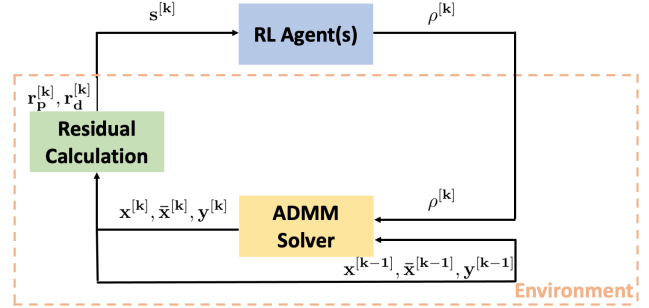 s^[k]
RL Agent(s)
ρ^[k]
r_p^[k], r_d^[k]
Residual
Calculation
x^[k], x̄^[k], y^[k]
ADMM
Solver
ρ^[k]
x^[k−1], x̄^[k−1], y^[k−1]
Environment